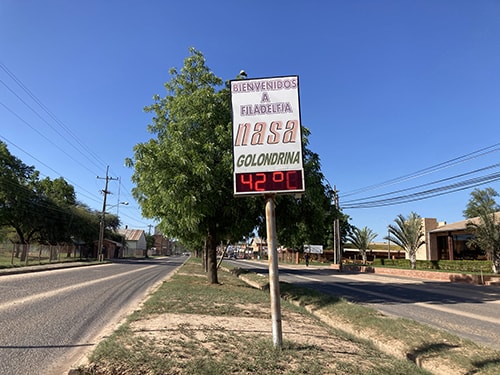 BIENVENIDOS
A
FILADELFIA
nasa
GOLONDRINA
42°